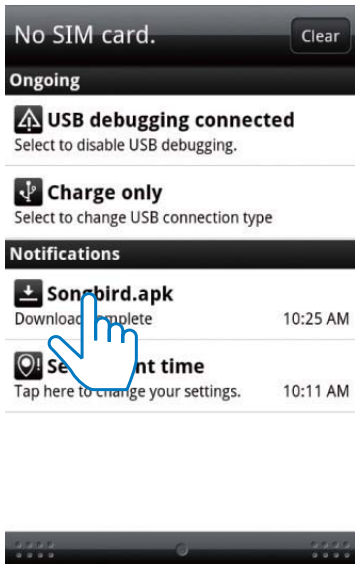 No SIM card.
Clear
Ongoing
USB debugging connected
Select to disable USB debugging.
Charge only
Select to change USB connection type
Notifications
Songbird.apk
Download complete 10:25 AM
nt time
Tap here to change your settings. 10:11 AM